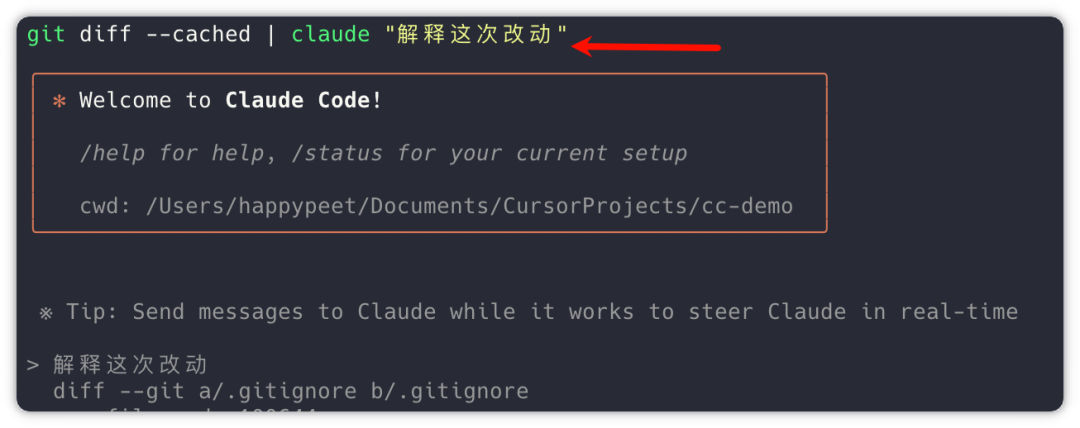 git diff --cached | claude "解释这次改动"
* Welcome to Claude Code!
/help for help, /status for your current setup
cwd: /Users/happypeet/Documents/CursorProjects/cc-demo
※ Tip: Send messages to Claude while it works to steer Claude in real-time
> 解释这次改动
diff --git a/.gitignore b/.gitignore